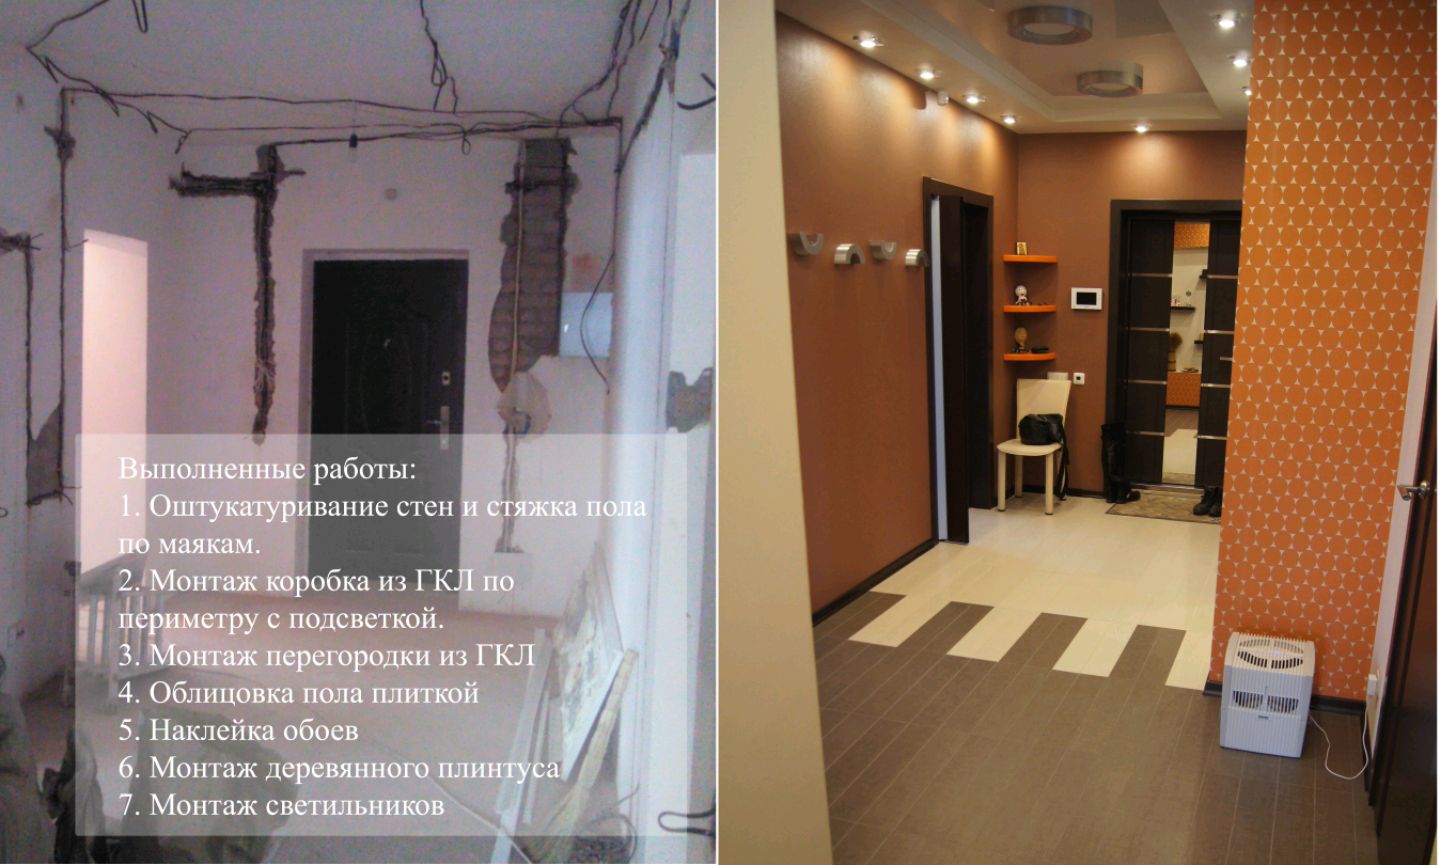 Выполненные работы:
1. Оштукатуривание стен и стяжка пола
по маякам.
2. Монтаж коробка из ГКЛ по
периметру с подсветкой.
3. Монтаж перегородки из ГКЛ
4. Облицовка пола плиткой
5. Наклейка обоев
6. Монтаж деревянного плинтуса
7. Монтаж светильников